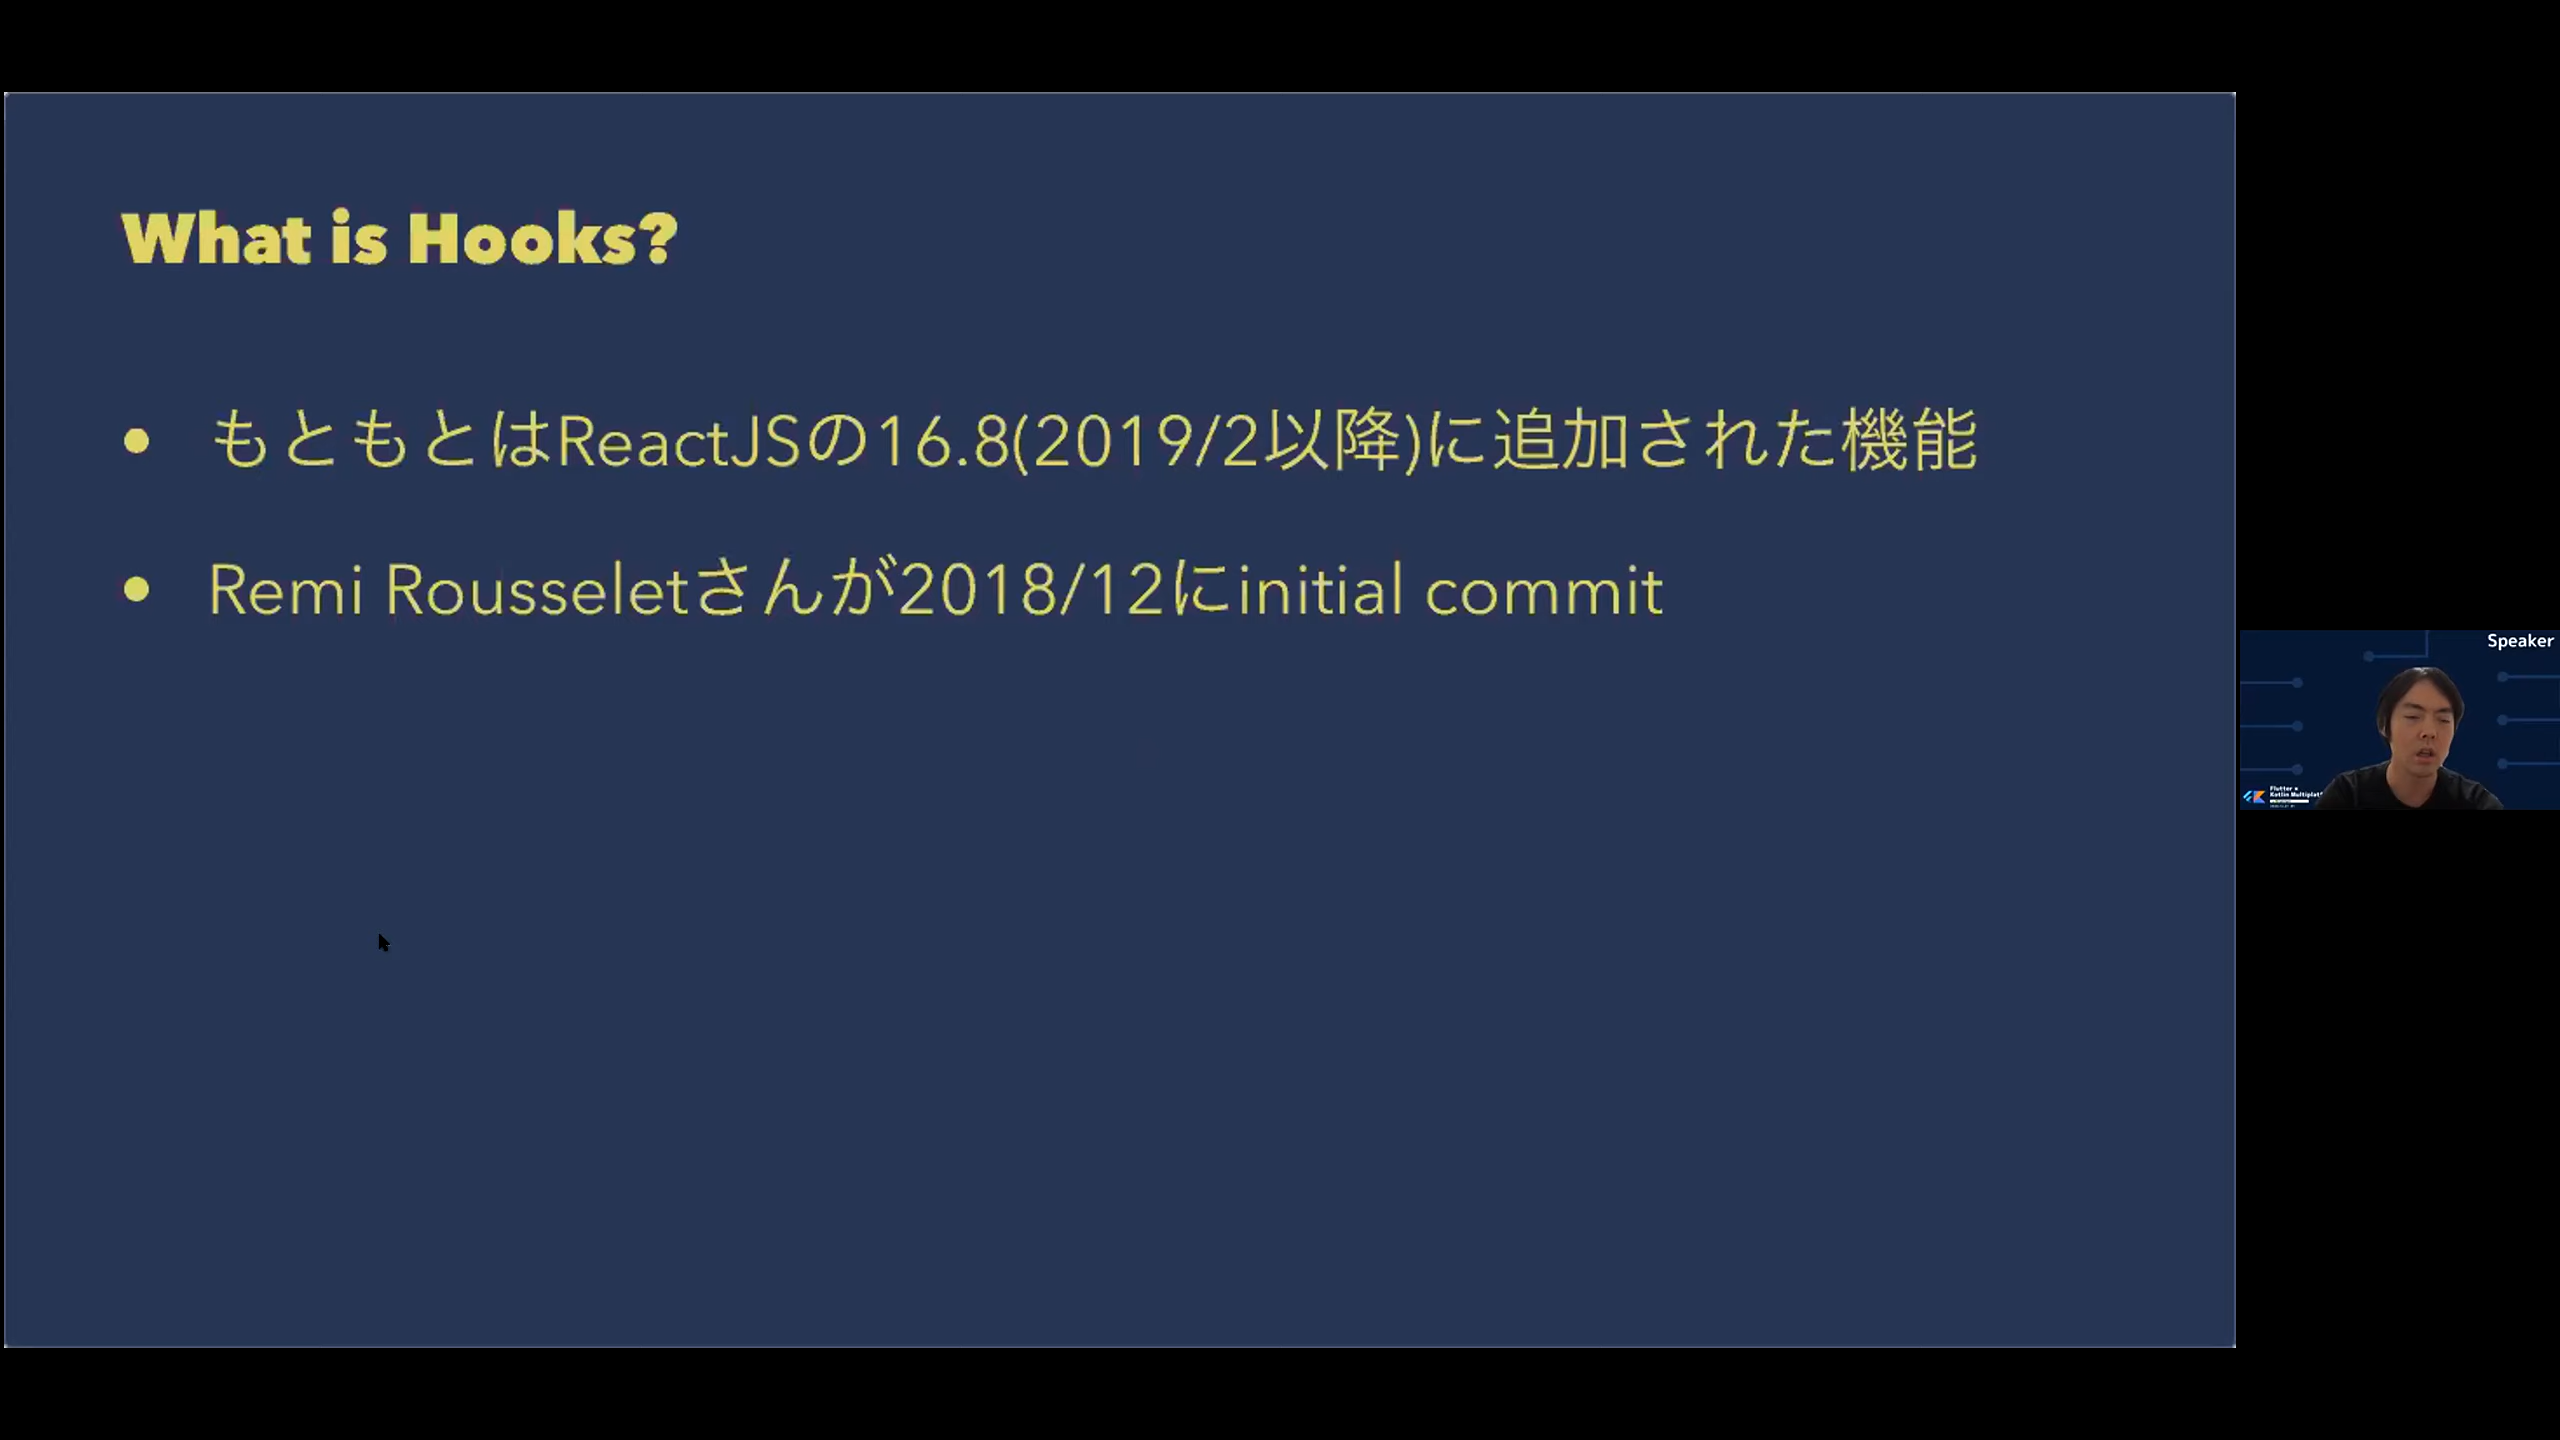 What is Hooks?
• もともとはReactJSの16.8(2019/2以降)に追加された機能
• Remi Rousseletさんが2018/12にinitial commit
Speaker
Flutter ×
Kotlin Multiplat